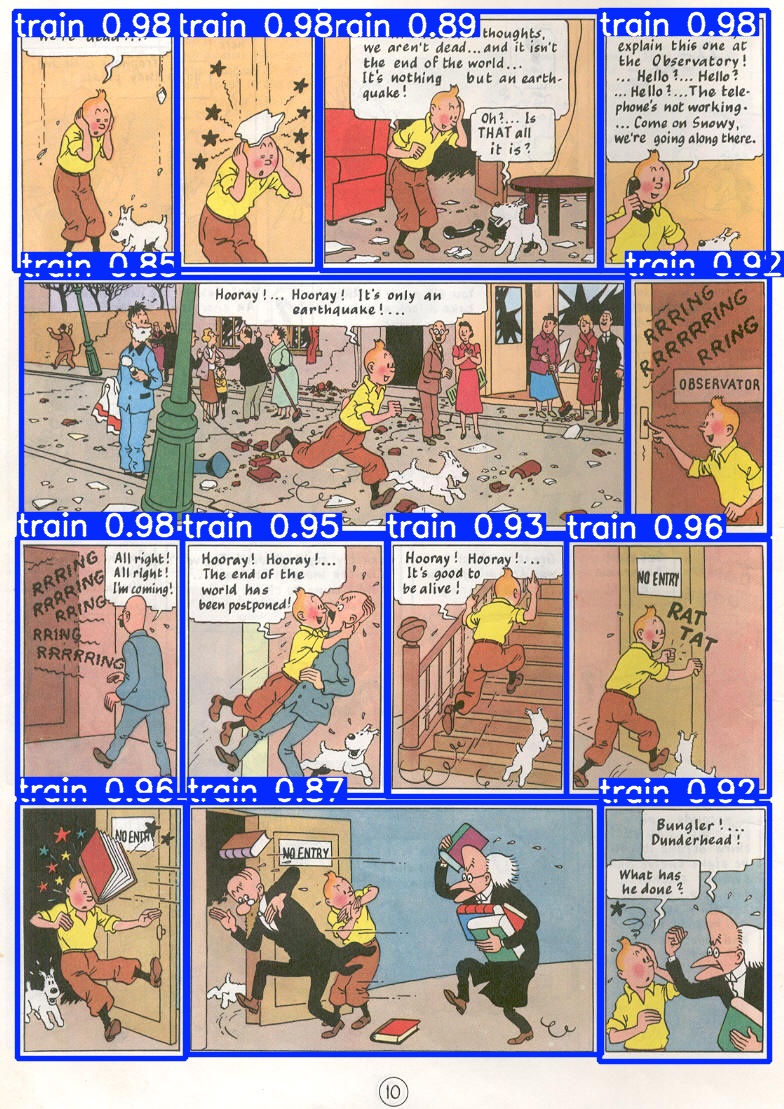 train 0.98
train 0.98
train 0.89
train 0.98
we're dead!...
thoughts,
we aren't dead... and it isn't
the end of the world...
It's nothing but an earth-
quake!
Oh?... Is
THAT all
it is?
explain this one at
the Observatory!
... Hello?... Hello?
... Hello?... The tele-
phone's not working.
... Come on Snowy,
we're going along there.
train 0.85
train 0.92
Hooray!... Hooray! It's only an
earthquake!...
RRRING
RRRRRRRING
RRING
OBSERVATOR
train 0.98
train 0.95
train 0.93
train 0.96
RRRING
RRRRING
RRING
RRING
RRRRRING
All right!
All right!
I'm coming!
Hooray! Hooray!...
The end of the
world has
been postponed!
Hooray! Hooray!...
It's good to
be alive!
NO ENTRY
RAT
TAT
train 0.96
train 0.87
train 0.92
NO ENTRY
NO ENTRY
Bungler!...
Dunderhead!
What has
he done?
10